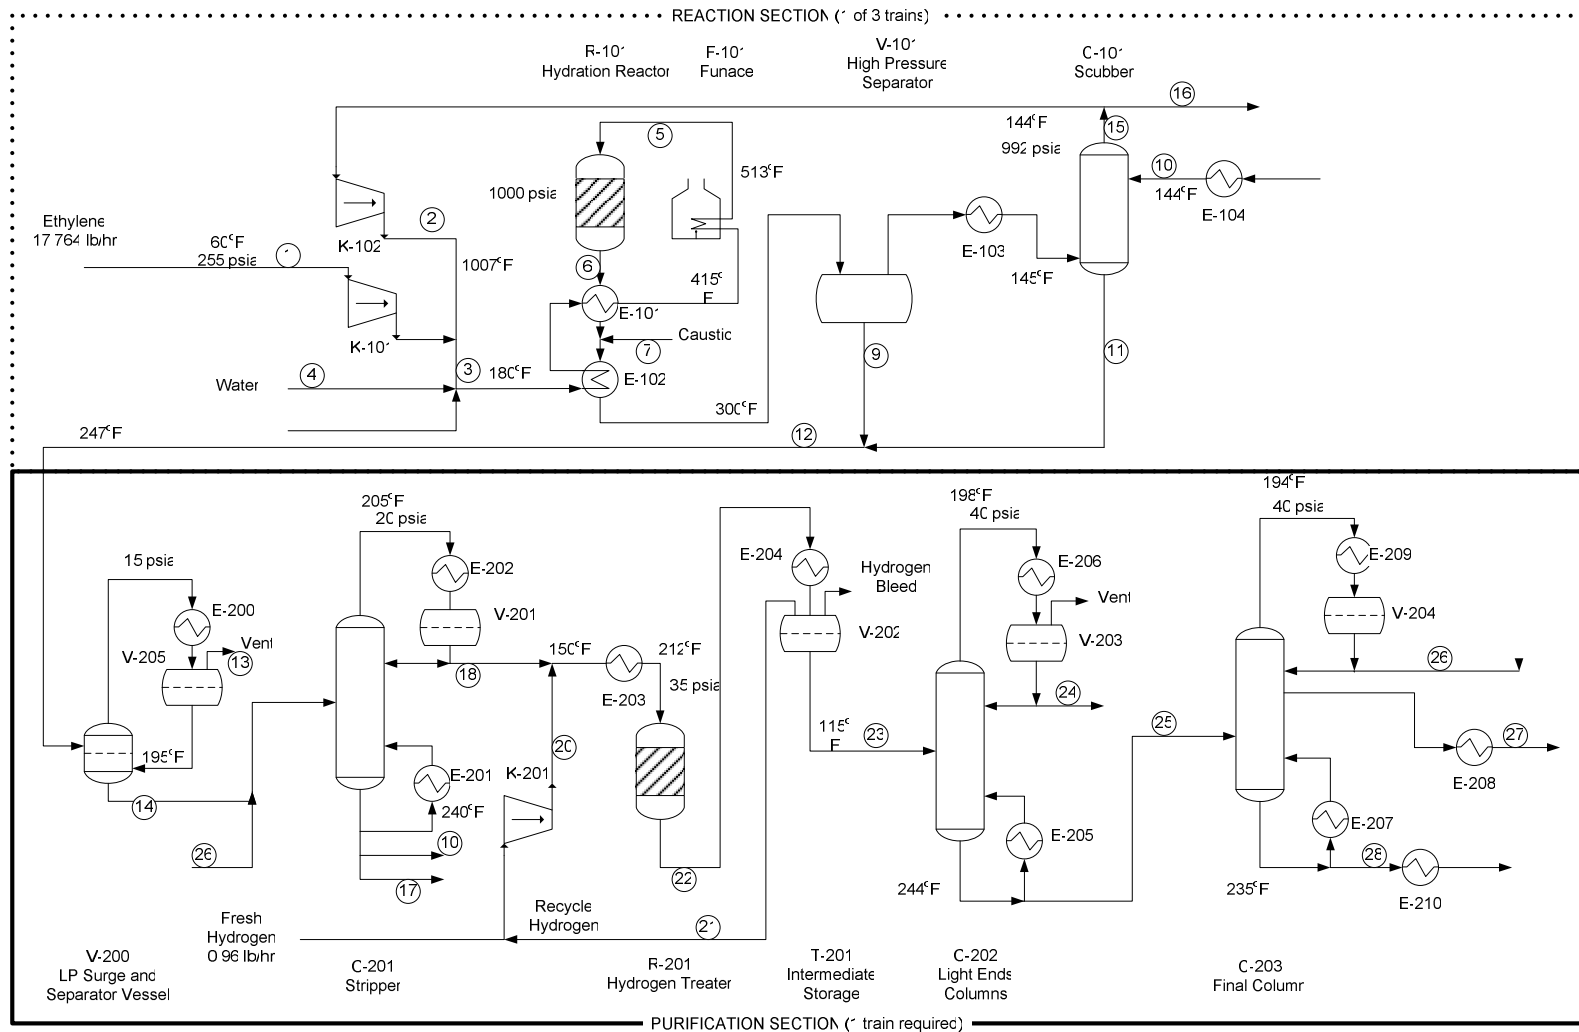 REACTION SECTION (1 of 3 trains)
R-101
Hydration Reactor
F-101
Funace
V-101
High Pressure
Separator
C-101
Scubber
16
144°F
15
992 psia
5
513°F
1000 psia
10
144°F
E-104
Ethylene
17 764 lb/hr
60°F
255 psia
1
2
K-102
1007°F
E-103
145°F
6
415°
F
E-101
K-101
Caustic
7
9
11
Water
4
3
180°F
E-102
300°F
247°F
12
205°F
20 psia
198°F
40 psia
194°F
40 psia
15 psia
E-200
Vent
13
V-205
195°F
14
26
E-202
V-201
18
150°F
E-203
212°F
35 psia
E-201
240°F
10
17
K-201
20
22
E-204
Hydrogen
Bleed
V-202
115°
F
23
E-206
Vent
V-203
24
E-205
244°F
25
E-209
V-204
26
27
E-208
E-207
28
235°F
E-210
Fresh
Hydrogen
0 96 lb/hr
Recycle
Hydrogen
21
V-200
LP Surge and
Separator Vessel
C-201
Stripper
R-201
Hydrogen Treater
T-201
Intermediate
Storage
C-202
Light Ends
Columns
C-203
Final Column
PURIFICATION SECTION (1 train required)